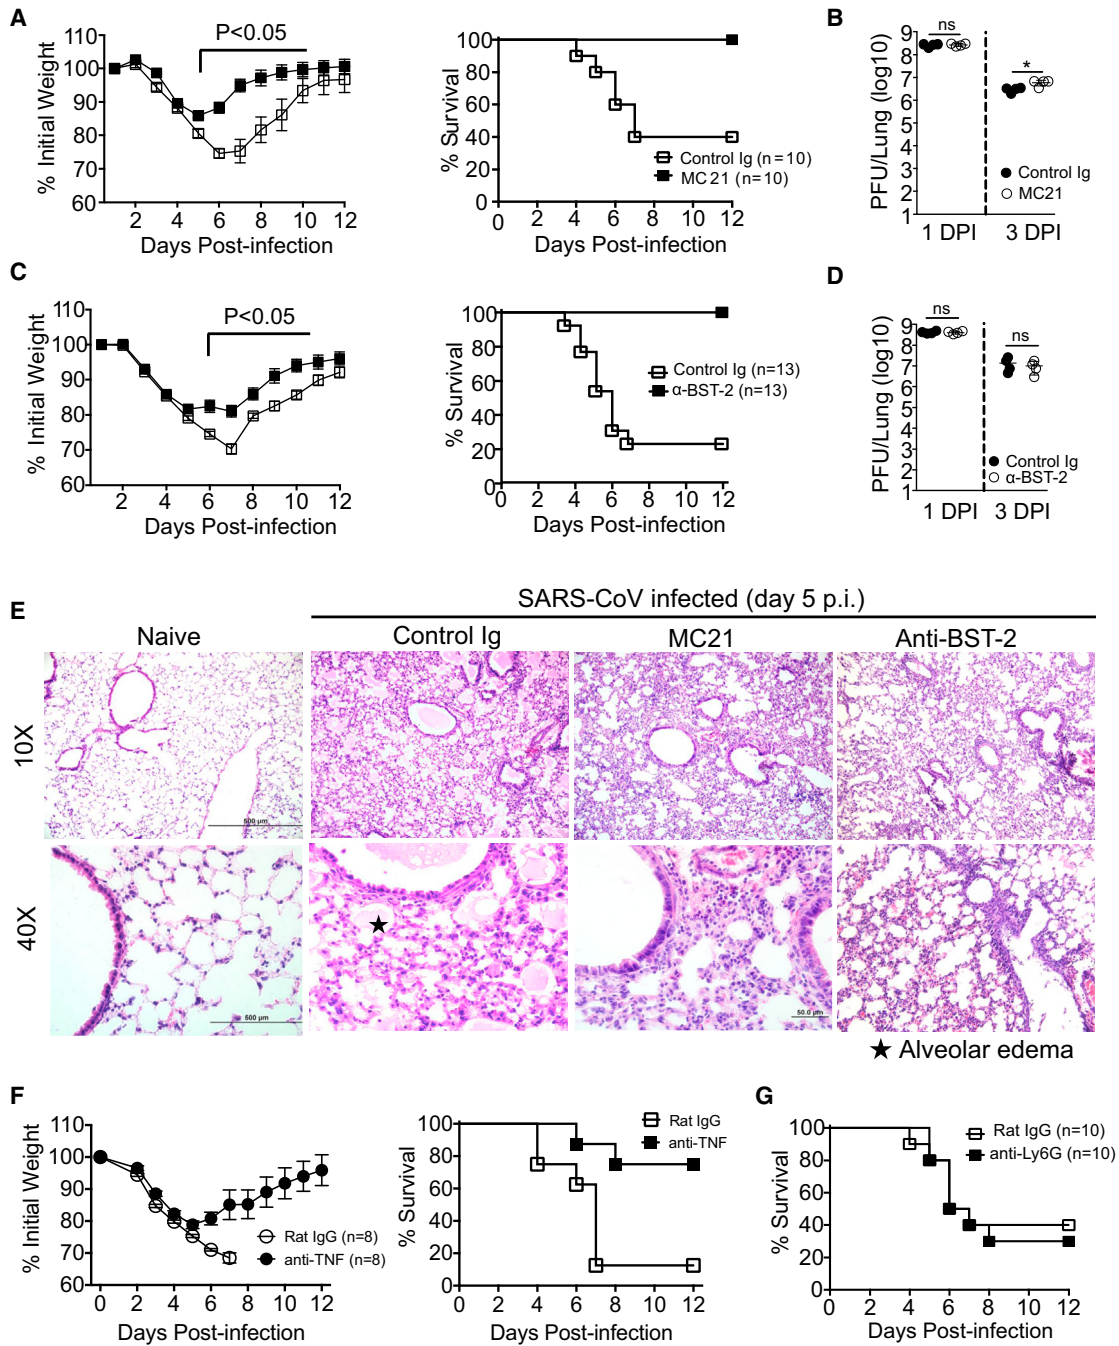 A
% Initial Weight
110
100
90
80
70
60
P<0.05
2 4 6 8 10 12
Days Post-infection
% Survival
100
80
60
40
20
0
Control Ig (n=10)
MC21 (n=10)
0 2 4 6 8 10 12
Days Post-infection
B
PFU/Lung (log10)
9
8
7
6
5
4
3
2
1
ns
*
Control Ig
MC21
1 DPI 3 DPI
C
% Initial Weight
110
100
90
80
70
60
P<0.05
2 4 6 8 10 12
Days Post-infection
% Survival
100
80
60
40
20
0
Control Ig (n=13)
α-BST-2 (n=13)
0 2 4 6 8 10 12
Days Post-infection
D
PFU/Lung (log10)
9
8
7
6
5
4
3
2
1
ns
ns
Control Ig
α-BST-2
1 DPI 3 DPI
E
SARS-CoV infected (day 5 p.i.)
Naive Control Ig MC21 Anti-BST-2
10X
500 µm
40X
500 µm
50.0 µm
★ Alveolar edema
F
% Initial Weight
110
100
90
80
70
60
Rat IgG (n=8)
anti-TNF (n=8)
0 2 4 6 8 10 12
Days Post-infection
% Survival
100
80
60
40
20
0
Rat IgG
anti-TNF
0 2 4 6 8 10 12
Days Post-infection
G
% Survival
100
80
60
40
20
0
Rat IgG (n=10)
anti-Ly6G (n=10)
0 2 4 6 8 10 12
Days Post-infection